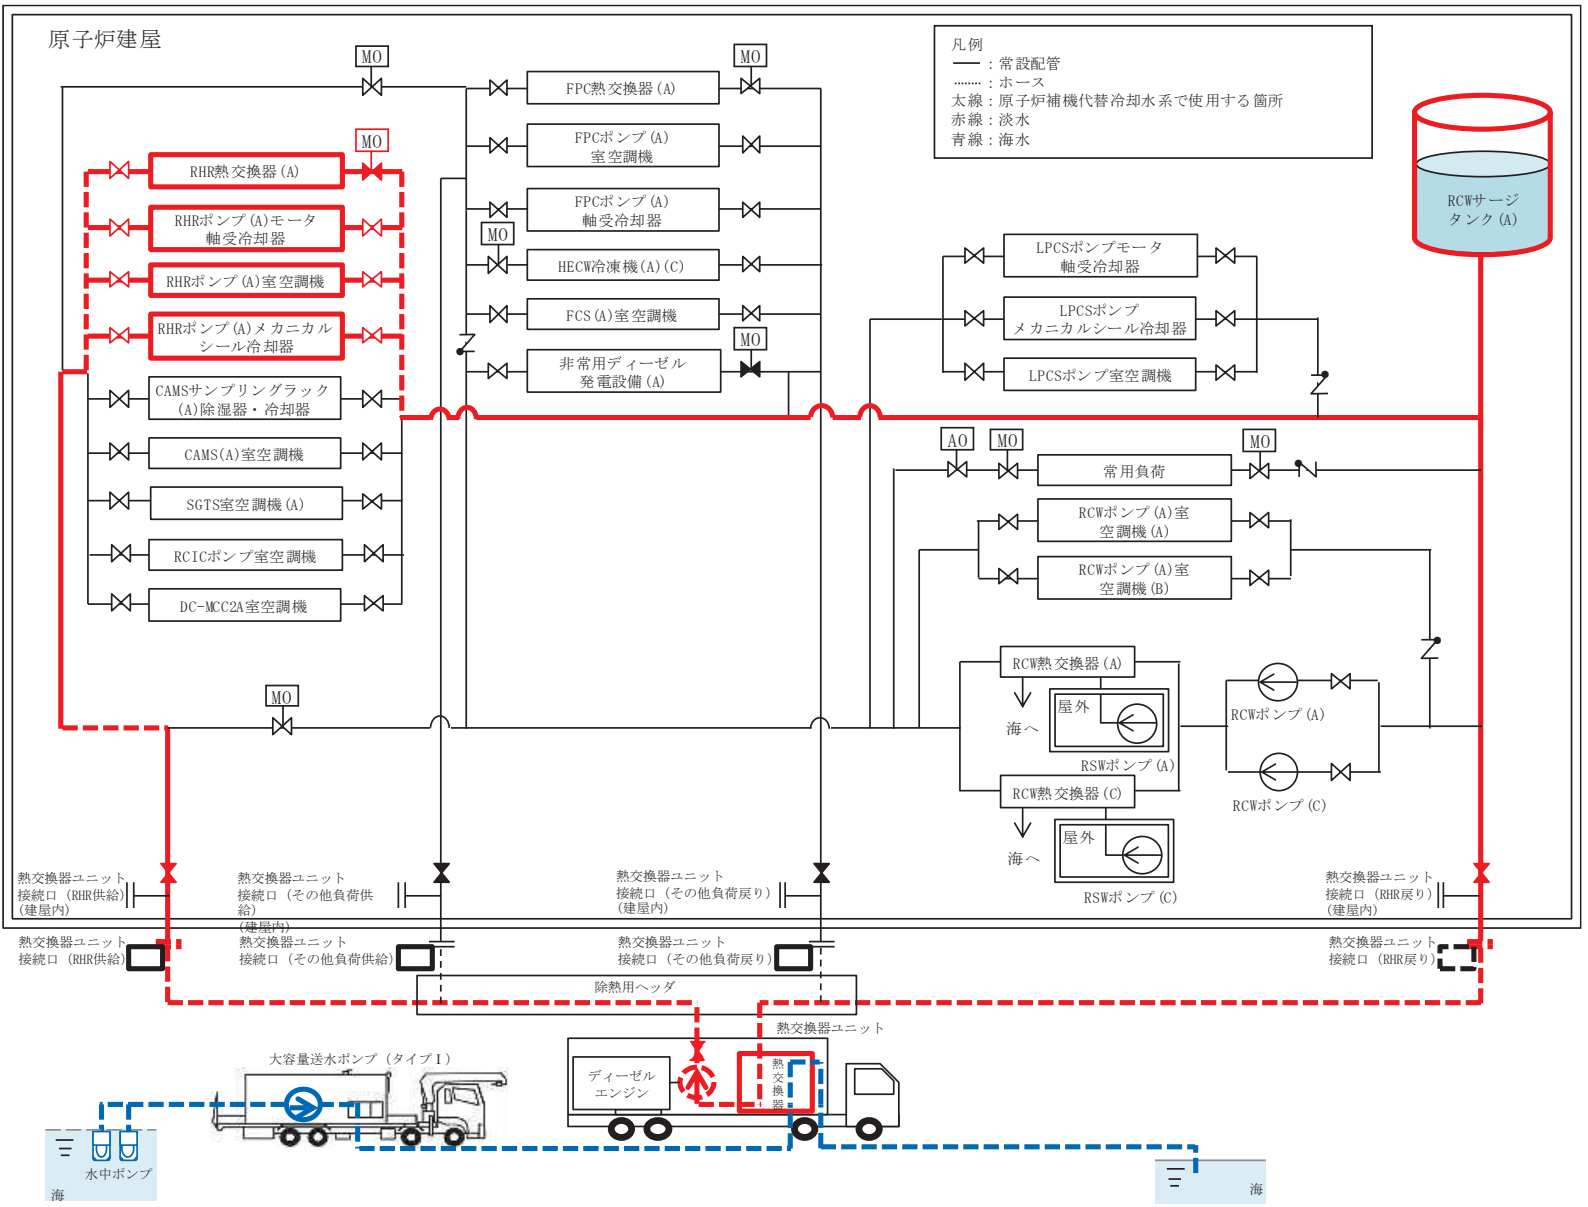 原子炉建屋
MO
MO
凡例
：常設配管
：ホース
太線：原子炉補機代替冷却水系で使用する箇所
赤線：淡水
青線：海水
FPC熱交換器(A)
MO
FPCポンプ(A)
室空調機
RHR熱交換器(A)
FPCポンプ(A)
軸受冷却器
RCWサージ
タンク(A)
RHRポンプ(A)モータ
軸受冷却器
MO
LPCSポンプモータ
軸受冷却器
HECW冷凍機(A)(C)
RHRポンプ(A)室空調機
LPCSポンプ
メカニカルシール冷却器
FCS(A)室空調機
RHRポンプ(A)メカニカル
シール冷却器
MO
非常用ディーゼル
発電設備(A)
LPCSポンプ室空調機
CAMSサンプリングラック
(A)除湿器・冷却器
AO
MO
MO
CAMS(A)室空調機
常用負荷
SGTS室空調機(A)
RCWポンプ(A)室
空調機(A)
RCICポンプ室空調機
RCWポンプ(A)室
空調機(B)
DC-MCC2A室空調機
RCW熱交換器(A)
MO
屋外
海へ
RCWポンプ(A)
RSWポンプ(A)
RCW熱交換器(C)
RCWポンプ(C)
屋外
海へ
RSWポンプ(C)
熱交換器ユニット
接続口（RHR供給）
(建屋内)
熱交換器ユニット
接続口（その他負荷供
給）
(建屋内)
熱交換器ユニット
接続口（その他負荷戻り）
(建屋内)
熱交換器ユニット
接続口（RHR戻り）
(建屋内)
熱交換器ユニット
接続口（RHR供給）
熱交換器ユニット
接続口（その他負荷供給）
熱交換器ユニット
接続口（その他負荷戻り）
熱交換器ユニット
接続口（RHR戻り）
除熱用ヘッダ
熱交換器ユニット
大容量送水ポンプ（タイプⅠ）
ディーゼル
エンジン
熱交換器
水中ポンプ
海
海